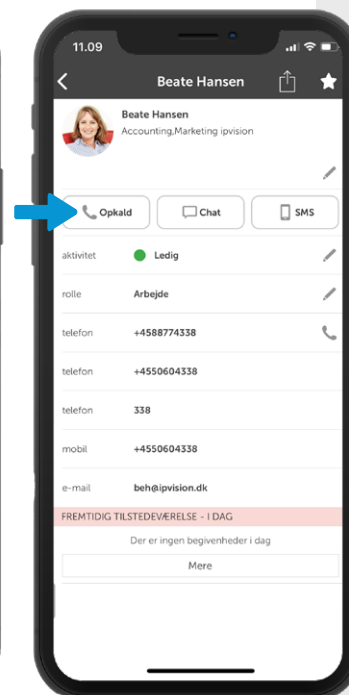 11.09
Beate Hansen
Beate Hansen
Accounting,Marketing ipvision
Opkald Chat SMS
aktivitet Ledig
rolle Arbejde
telefon +4588774338
telefon +4550604338
telefon 338
mobil +4550604338
e-mail beh@ipvision.dk
FREMTIDIG TILSTEDEVÆRELSE - I DAG
Der er ingen begivenheder i dag
Mere